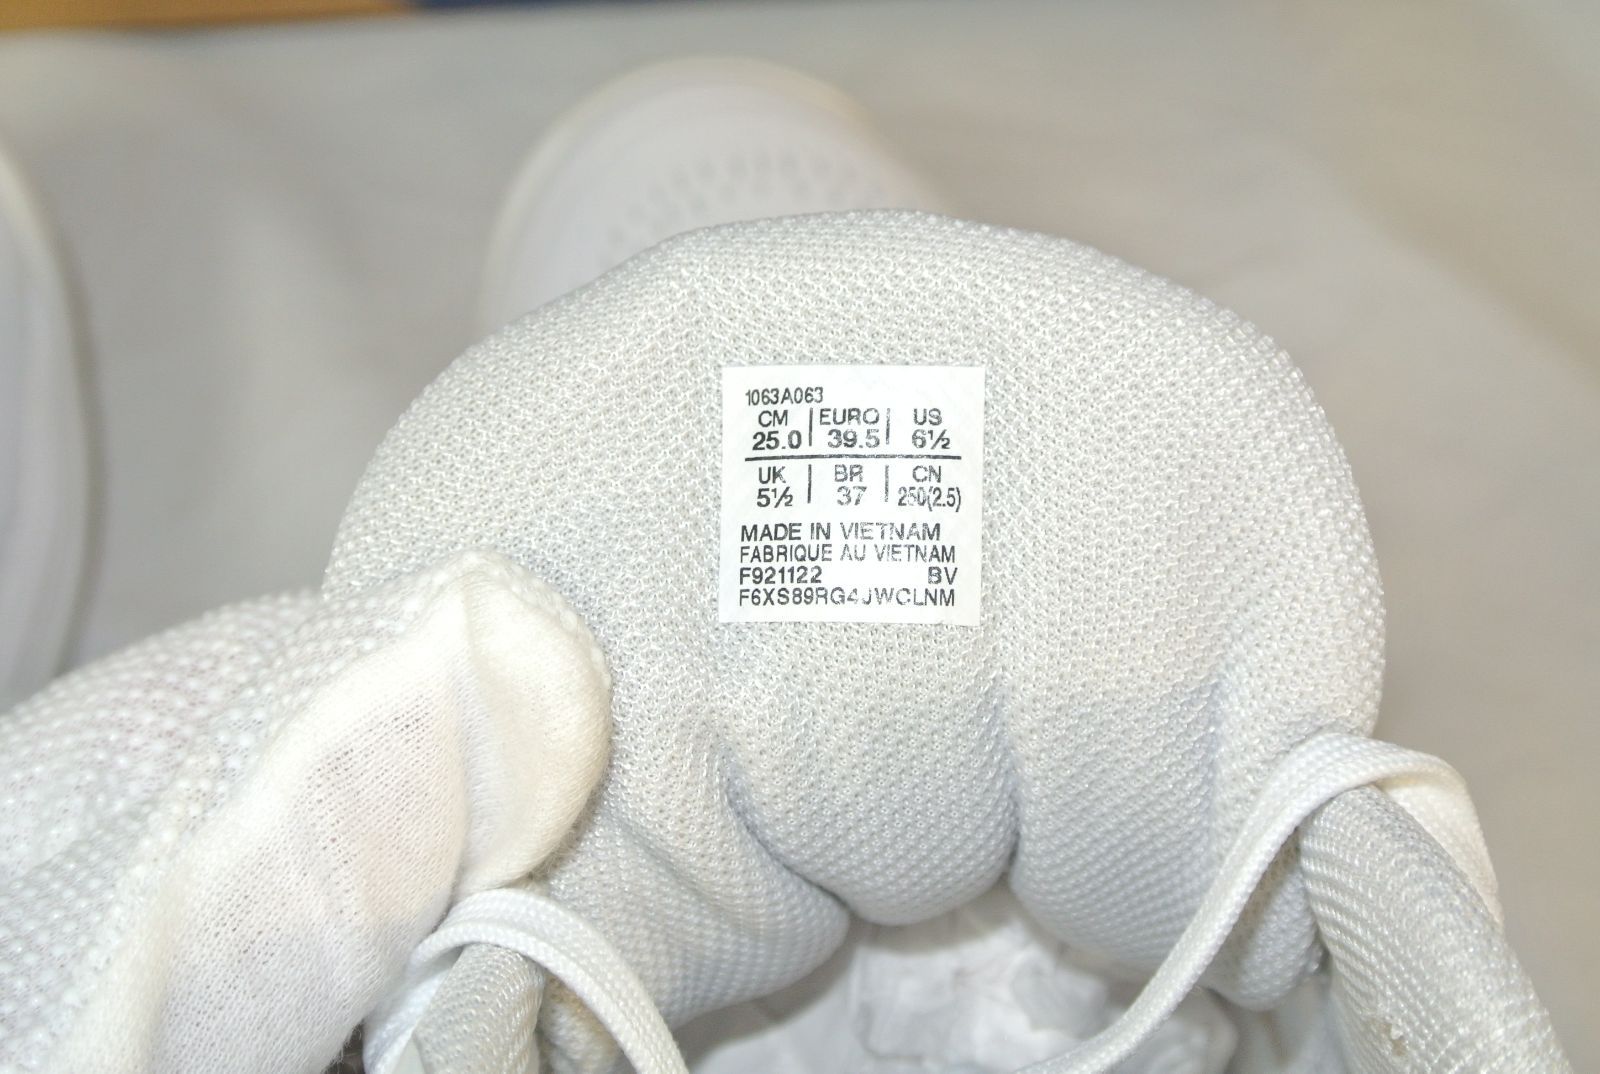 1063A063
CM | EURO | US
25.0 | 39.5 | 6½
UK | BR | CN
5½ | 37 | 250(2.5)
MADE IN VIETNAM
FABRIQUE AU VIETNAM
F921122 BV
F6XS89RG4JWCLNM